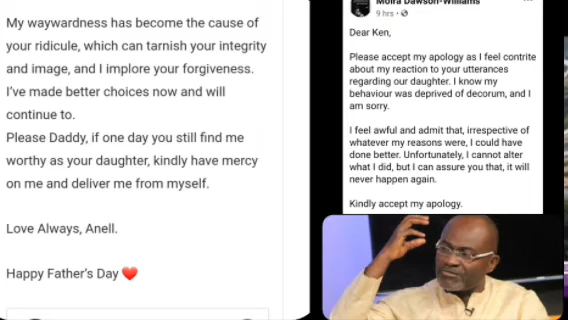 My waywardness has become the cause of
your ridicule, which can tarnish your integrity
and image, and I implore your forgiveness.
I've made better choices now and will
continue to.
Please Daddy, if one day you still find me
worthy as your daughter, kindly have mercy
on me and deliver me from myself.
Love Always, Anell.
Happy Father's Day ❤️
Moira Dawson-Williams
9 hrs •
Dear Ken,
Please accept my apology as I feel contrite
about my reaction to your utterances
regarding our daughter. I know my
behaviour was deprived of decorum, and I
am sorry.
I feel awful and admit that, irrespective of
whatever my reasons were, I could have
done better. Unfortunately, I cannot alter
what I did, but I can assure you that, it will
never happen again.
Kindly accept my apology.